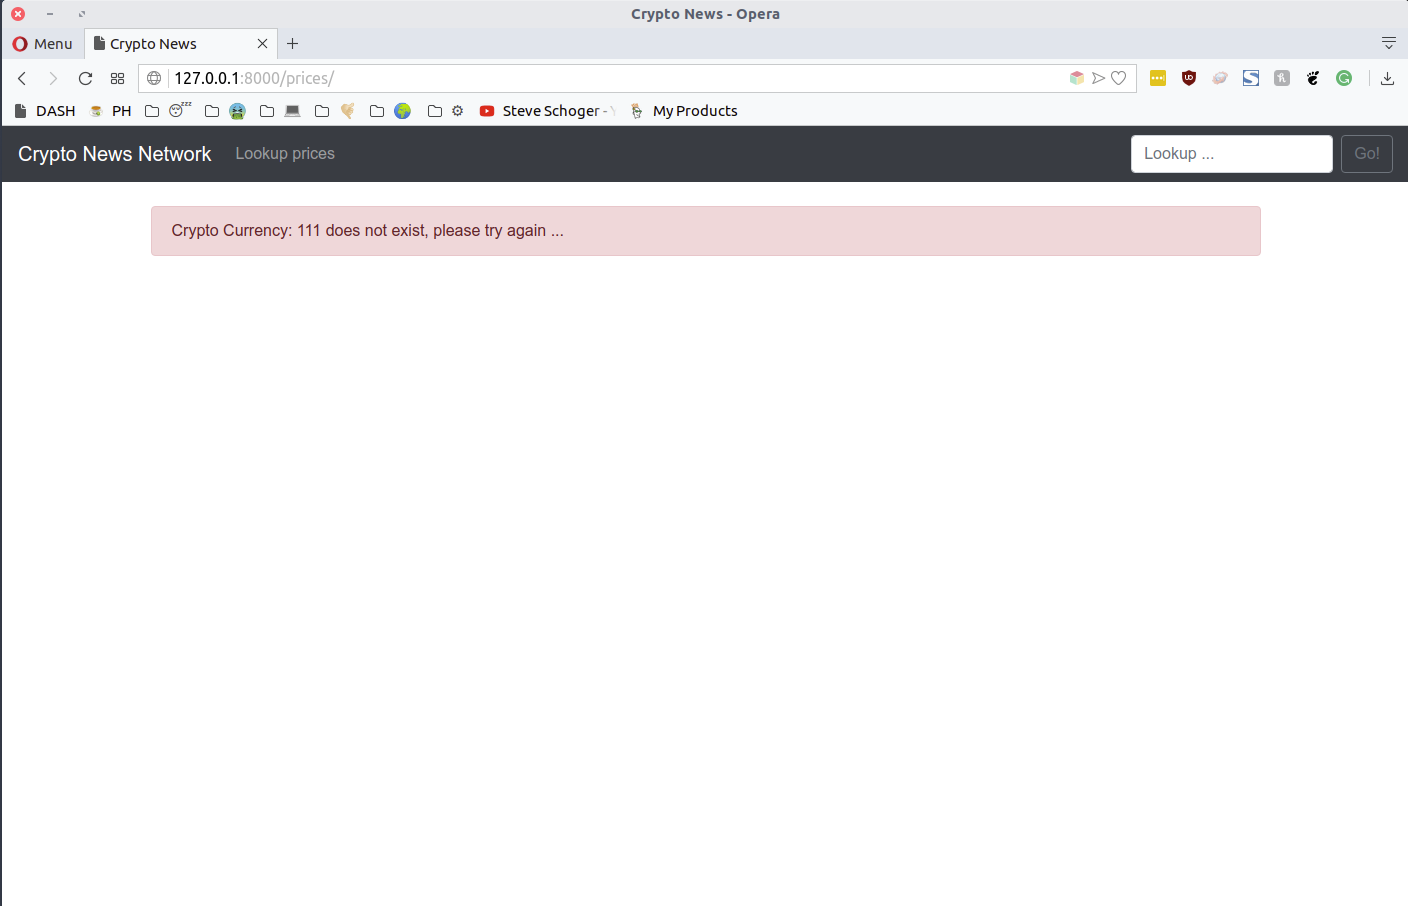 Crypto News - Opera
Menu
Crypto News
127.0.0.1:8000/prices/
DASH
PH
Steve Schoger -
My Products
Crypto News Network
Lookup prices
Lookup ...
Go!
Crypto Currency: 111 does not exist, please try again ...